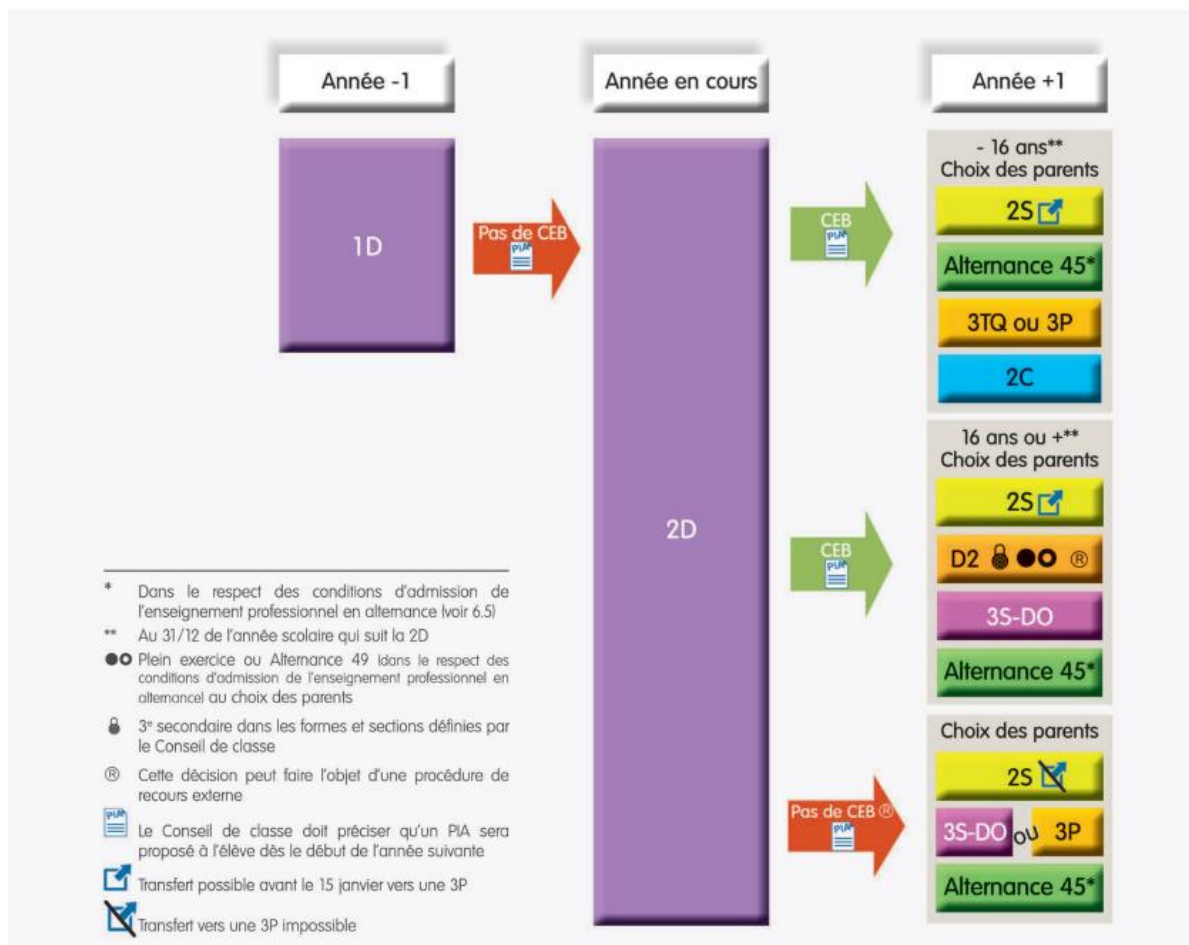 Année -1
Année en cours
Année +1
1D
Pas de CEB
PIA
2D
CEB
PIA
- 16 ans**
Choix des parents
2S
Alternance 45*
3TQ ou 3P
2C
CEB
PIA
16 ans ou +**
Choix des parents
2S
D2 ®
3S-DO
Alternance 45*
Pas de CEB ®
PIA
Choix des parents
2S
3S-DO ou 3P
Alternance 45*
* Dans le respect des conditions d'admission de
l'enseignement professionnel en alternance (voir 6.5)
** Au 31/12 de l'année scolaire qui suit la 2D
Plein exercice ou Alternance 49 (dans le respect des
conditions d'admission de l'enseignement professionnel en
alternance) au choix des parents
3e secondaire dans les formes et sections définies par
le Conseil de classe
® Cette décision peut faire l'objet d'une procédure de
recours externe
PIA
Le Conseil de classe doit préciser qu'un PIA sera
proposé à l'élève dès le début de l'année suivante
Transfert possible avant le 15 janvier vers une 3P
Transfert vers une 3P impossible